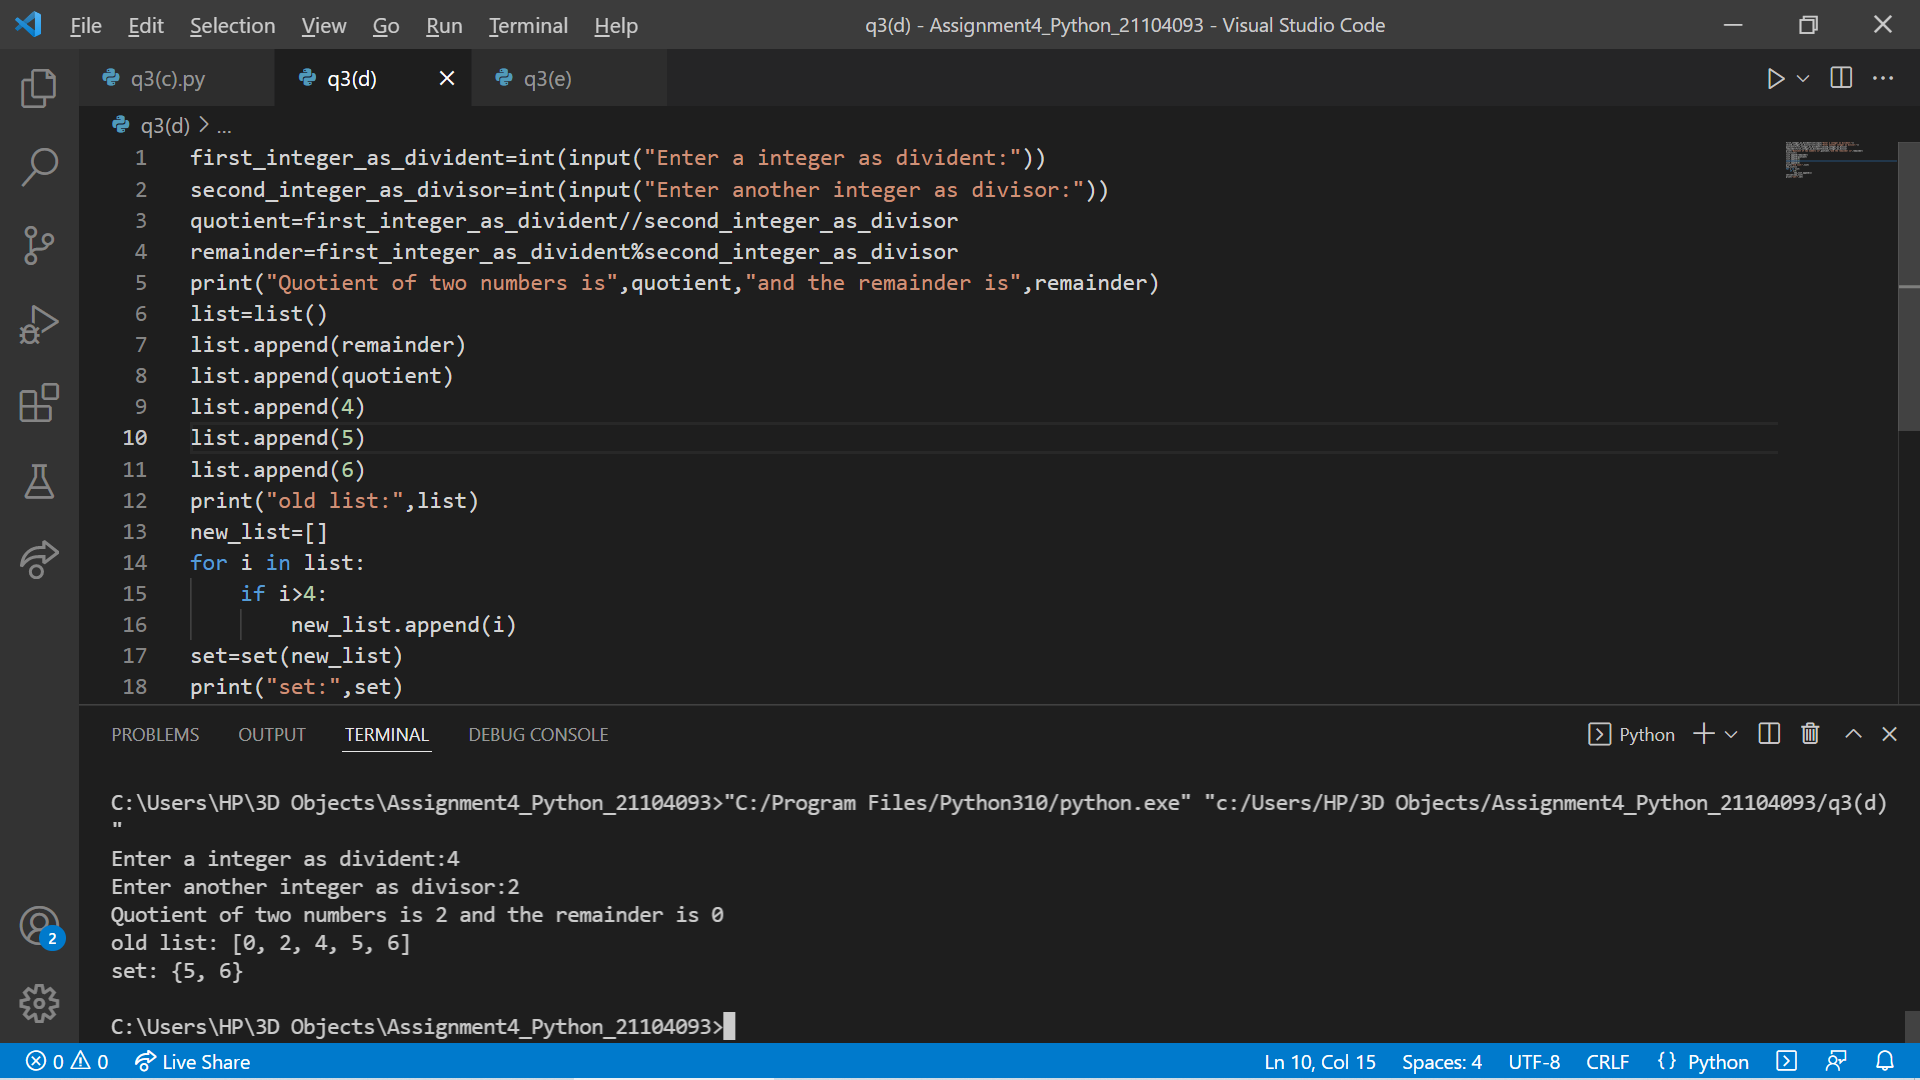 File Edit Selection View Go Run Terminal Help
q3(d) - Assignment4_Python_21104093 - Visual Studio Code
q3(c).py
q3(d)
q3(e)
q3(d) > ...
1 first_integer_as_divident=int(input("Enter a integer as divident:"))
2 second_integer_as_divisor=int(input("Enter another integer as divisor:"))
3 quotient=first_integer_as_divident//second_integer_as_divisor
4 remainder=first_integer_as_divident%second_integer_as_divisor
5 print("Quotient of two numbers is",quotient,"and the remainder is",remainder)
6 list=list()
7 list.append(remainder)
8 list.append(quotient)
9 list.append(4)
10 list.append(5)
11 list.append(6)
12 print("old list:",list)
13 new_list=[]
14 for i in list:
15     if i>4:
16         new_list.append(i)
17 set=set(new_list)
18 print("set:",set)
PROBLEMS OUTPUT TERMINAL DEBUG CONSOLE
Python
C:\Users\HP\3D Objects\Assignment4_Python_21104093>"C:/Program Files/Python310/python.exe" "c:/Users/HP/3D Objects/Assignment4_Python_21104093/q3(d)
"
Enter a integer as divident:4
Enter another integer as divisor:2
Quotient of two numbers is 2 and the remainder is 0
old list: [0, 2, 4, 5, 6]
set: {5, 6}
C:\Users\HP\3D Objects\Assignment4_Python_21104093>
2
0 0 Live Share
Ln 10, Col 15 Spaces: 4 UTF-8 CRLF {} Python